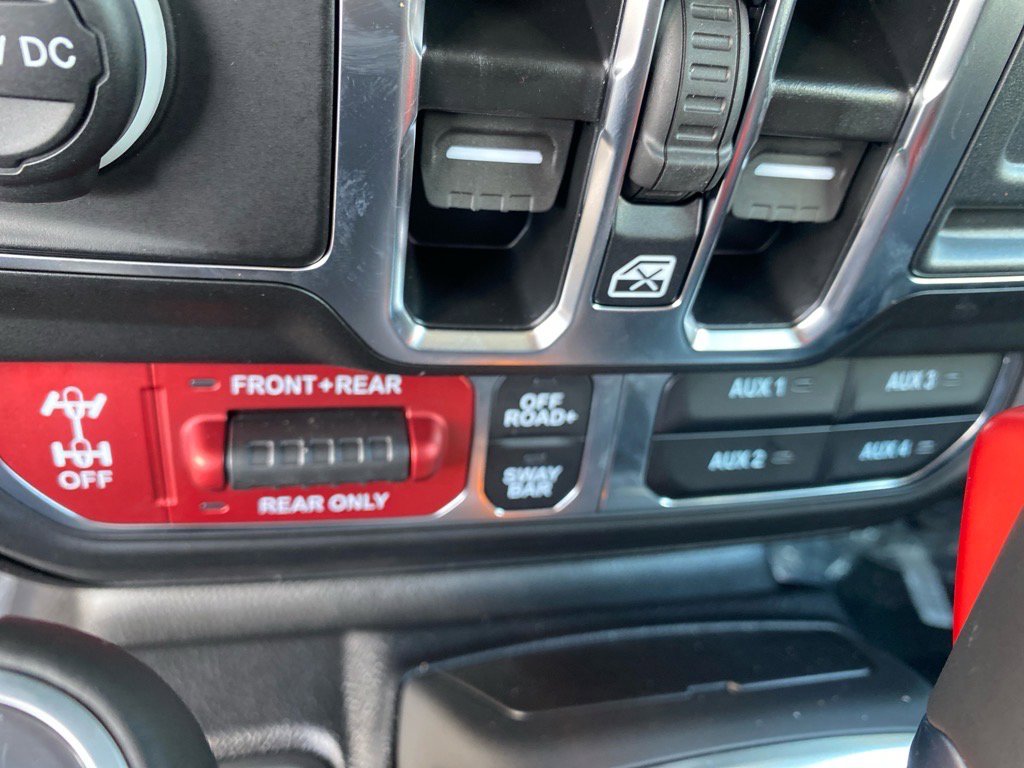 V DC
FRONT+REAR
OFF
REAR ONLY
OFF
ROAD+
SWAY
BAR
AUX 1
AUX 3
AUX 2
AUX 4